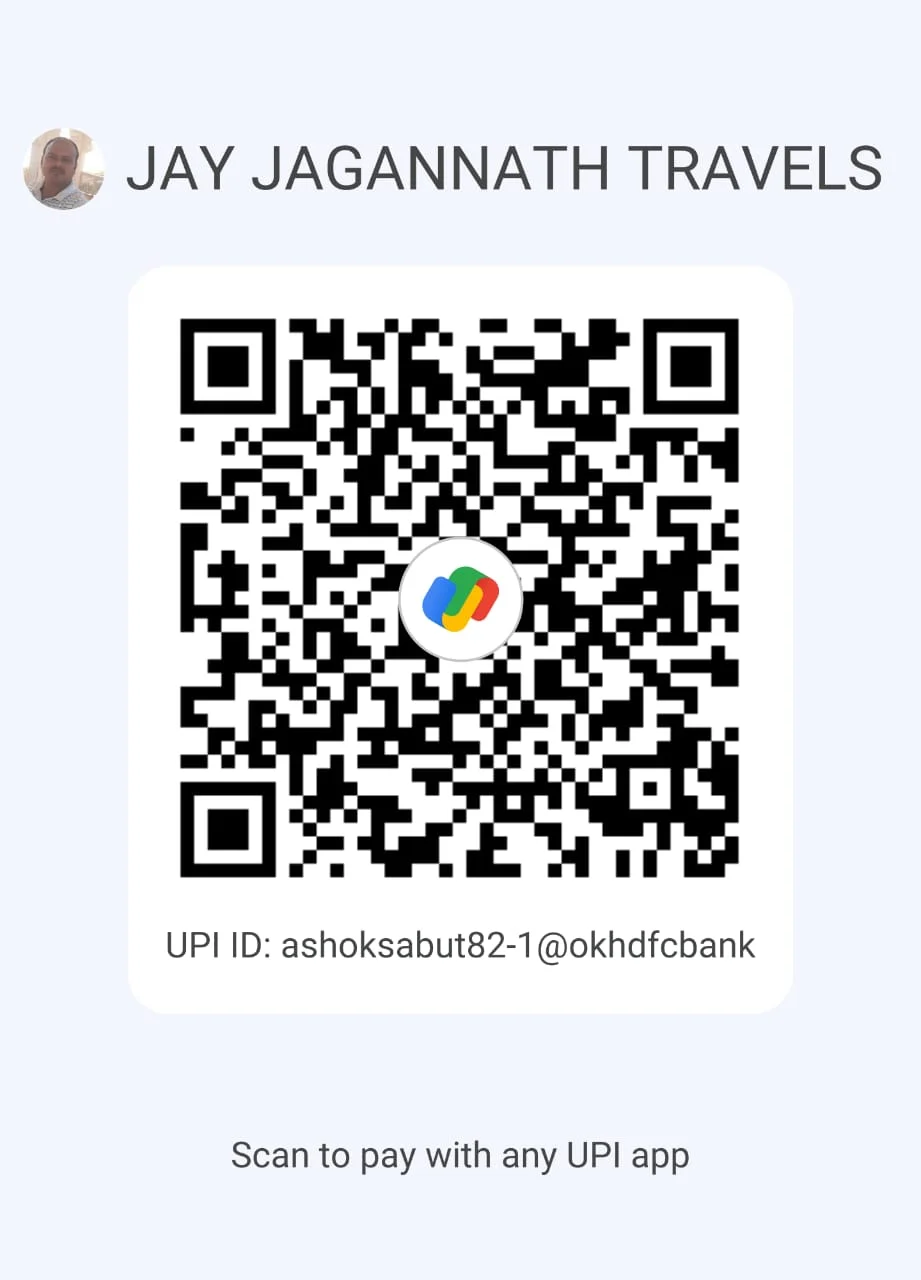 JAY JAGANNATH TRAVELS
UPI ID: ashoksabut82-1@okhdfcbank
Scan to pay with any UPI app